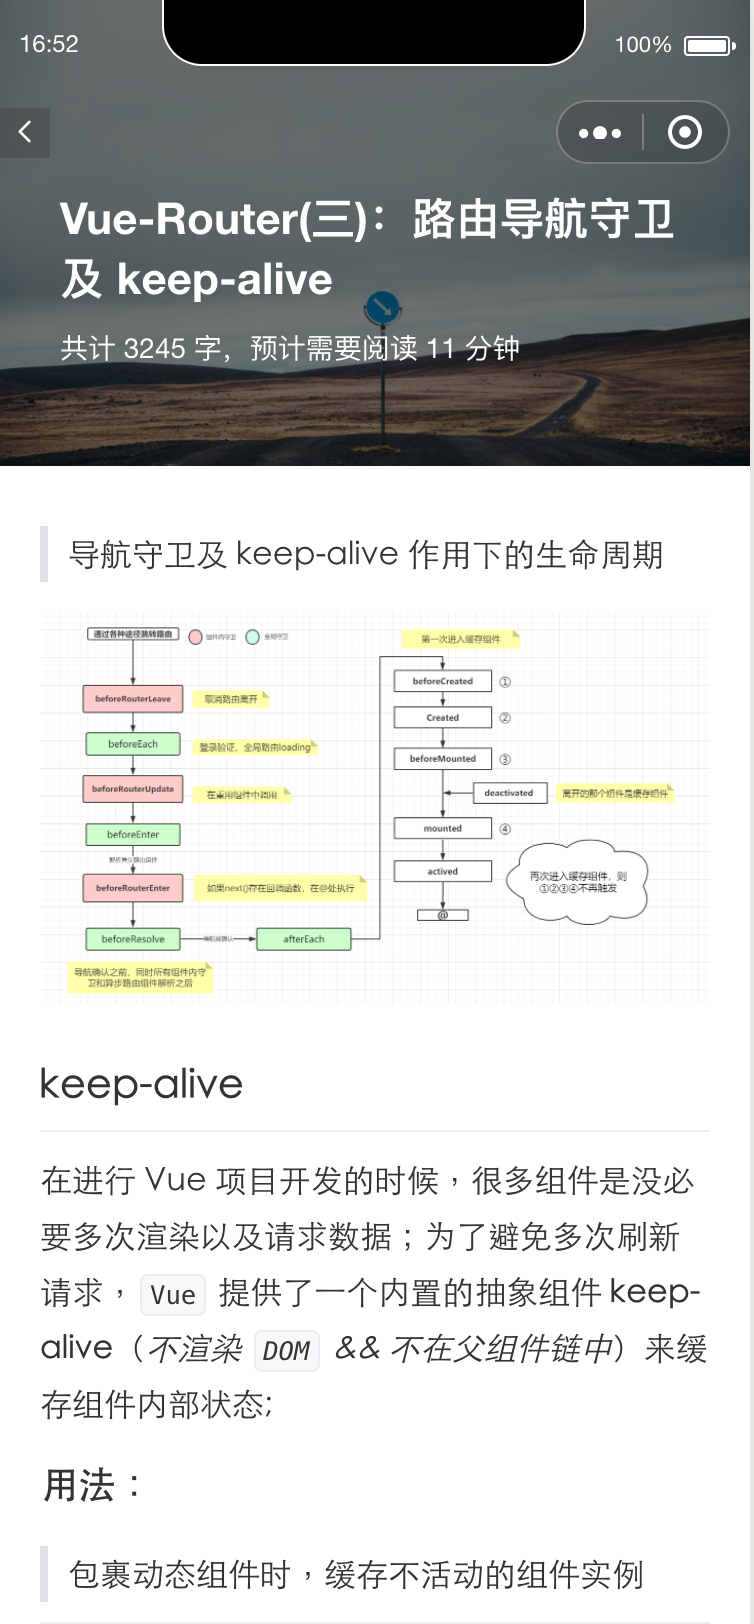 16:52
100%
Vue-Router(三)：路由导航守卫
及 keep-alive
共计 3245 字，预计需要阅读 11 分钟
导航守卫及 keep-alive 作用下的生命周期
通过各种途径跳转路由
组件内守卫
全局守卫
beforeRouterLeave
取消路由离开
beforeEach
登录验证、全局路由loading
beforeRouterUpdate
在重用组件中调用
beforeEnter
解析异步路由组件
beforeRouterEnter
如果next()存在回调函数，在@处执行
beforeResolve
导航被确认
afterEach
导航确认之前，同时所有组件内守
卫和异步路由组件解析之后
第一次进入缓存组件
beforeCreated
①
Created
②
beforeMounted
③
deactivated
离开的那个组件是缓存组件
mounted
④
actived
@
再次进入缓存组件，则
①②③④不再触发
keep-alive
在进行 Vue 项目开发的时候，很多组件是没必
要多次渲染以及请求数据；为了避免多次刷新
请求， Vue 提供了一个内置的抽象组件 keep-
alive（不渲染 DOM && 不在父组件链中）来缓
存组件内部状态;
用法：
包裹动态组件时，缓存不活动的组件实例